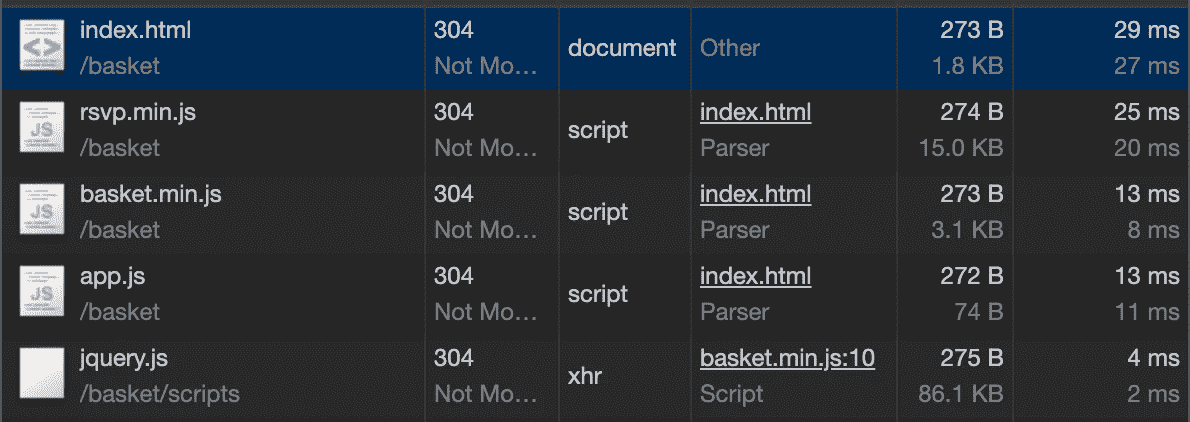 index.html 304 document Other 273 B 29 ms
/basket Not Mo... 1.8 KB 27 ms
rsvp.min.js 304 script index.html 274 B 25 ms
/basket Not Mo... Parser 15.0 KB 20 ms
basket.min.js 304 script index.html 273 B 13 ms
/basket Not Mo... Parser 3.1 KB 8 ms
app.js 304 script index.html 272 B 13 ms
/basket Not Mo... Parser 74 B 11 ms
jquery.js 304 xhr basket.min.js:10 275 B 4 ms
/basket/scripts Not Mo... Script 86.1 KB 2 ms